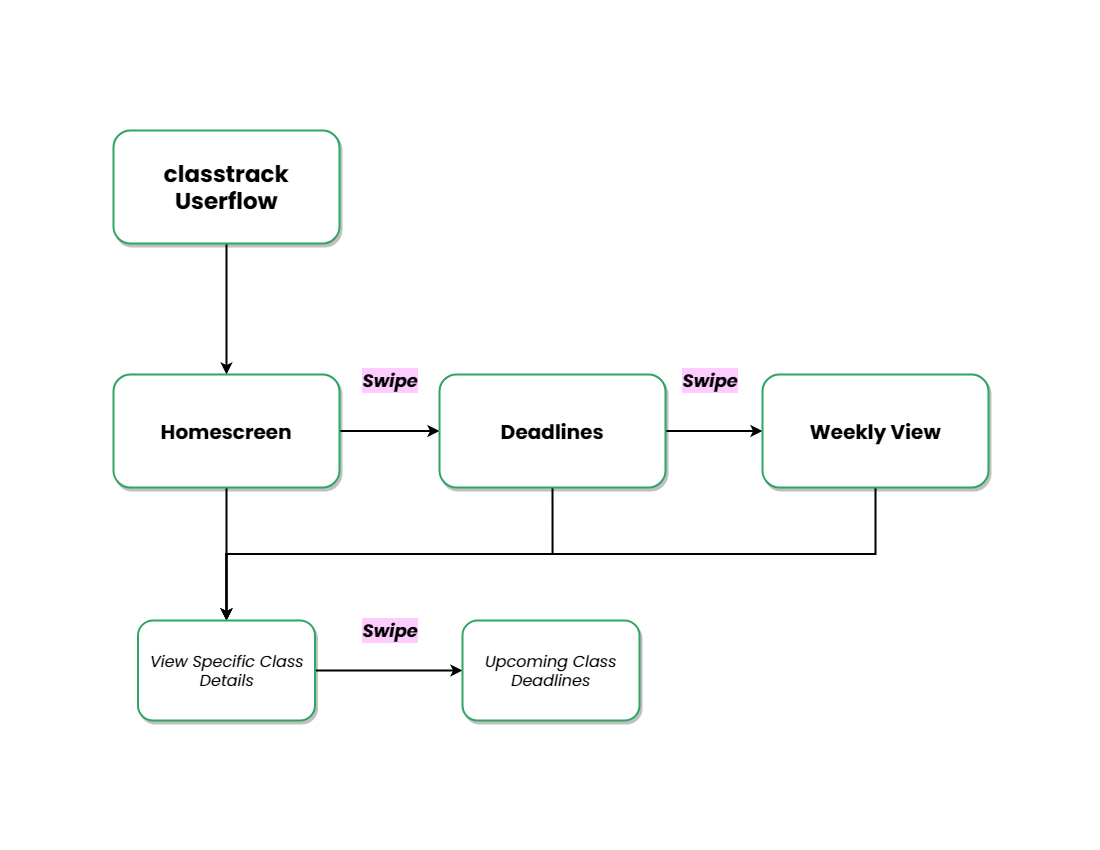 classtrack
Userflow
Swipe
Swipe
Homescreen
Deadlines
Weekly View
Swipe
View Specific Class
Details
Upcoming Class
Deadlines